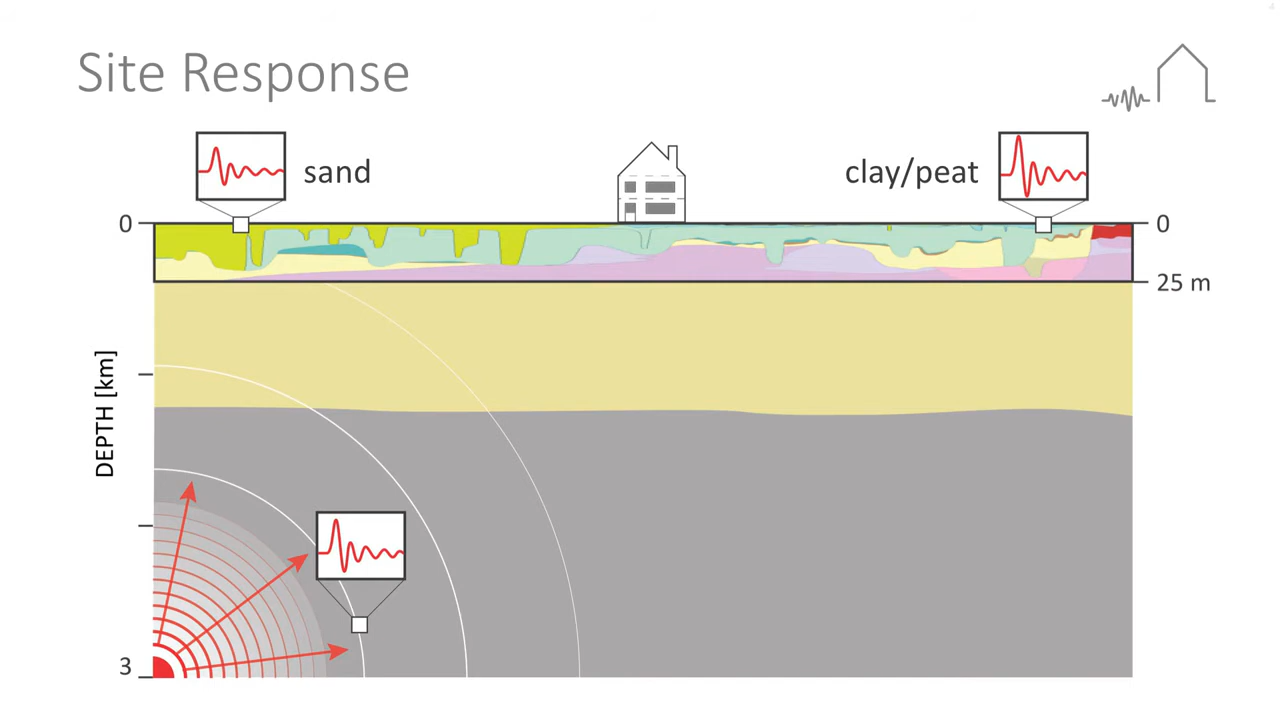 Site Response
sand
clay/peat
0
0
25 m
DEPTH [km]
3